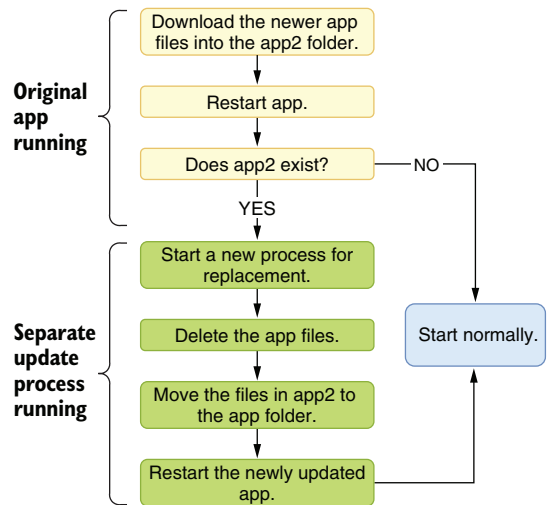 Download the newer app
files into the app2 folder.
Original
app
running
Restart app.
Does app2 exist?
NO
YES
Start a new process for
replacement.
Separate
update
process
running
Delete the app files.
Start normally.
Move the files in app2 to
the app folder.
Restart the newly updated
app.